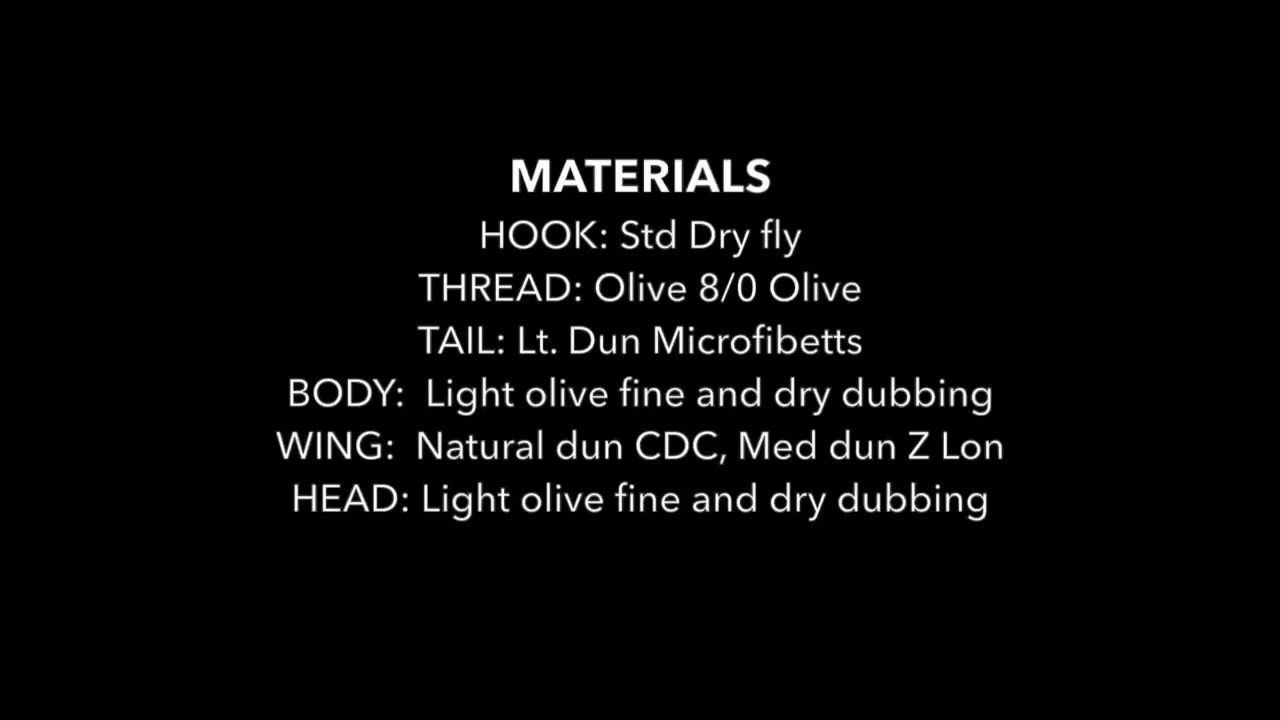 MATERIALS
HOOK: Std Dry fly
THREAD: Olive 8/0 Olive
TAIL: Lt. Dun Microfibetts
BODY:  Light olive fine and dry dubbing
WING:  Natural dun CDC, Med dun Z Lon
HEAD: Light olive fine and dry dubbing